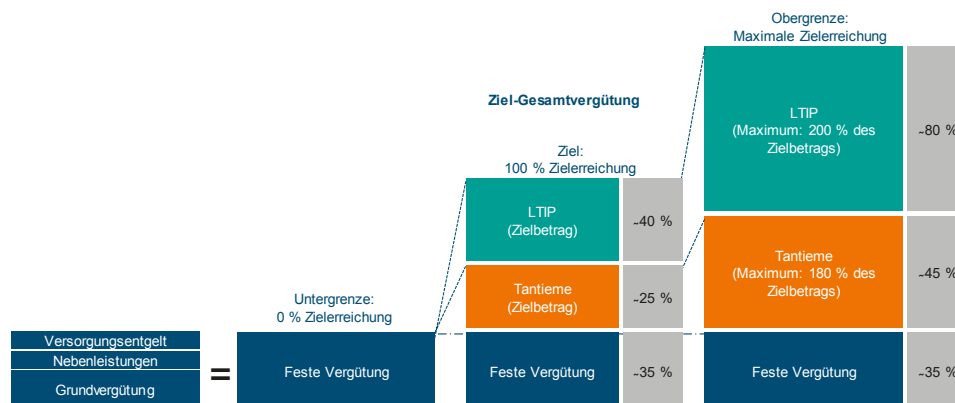 Obergrenze:
Maximale Zielerreichung
Ziel-Gesamtvergütung
LTIP
(Maximum: 200 % des
Zielbetrags)
~80 %
Ziel:
100 % Zielerreichung
LTIP
(Zielbetrag)
~40 %
Tantieme
(Maximum: 180 % des
Zielbetrags)
~45 %
Tantieme
(Zielbetrag)
~25 %
Untergrenze:
0 % Zielerreichung
Versorgungsentgelt
Nebenleistungen
Grundvergütung
=
Feste Vergütung
Feste Vergütung
~35 %
Feste Vergütung
~35 %